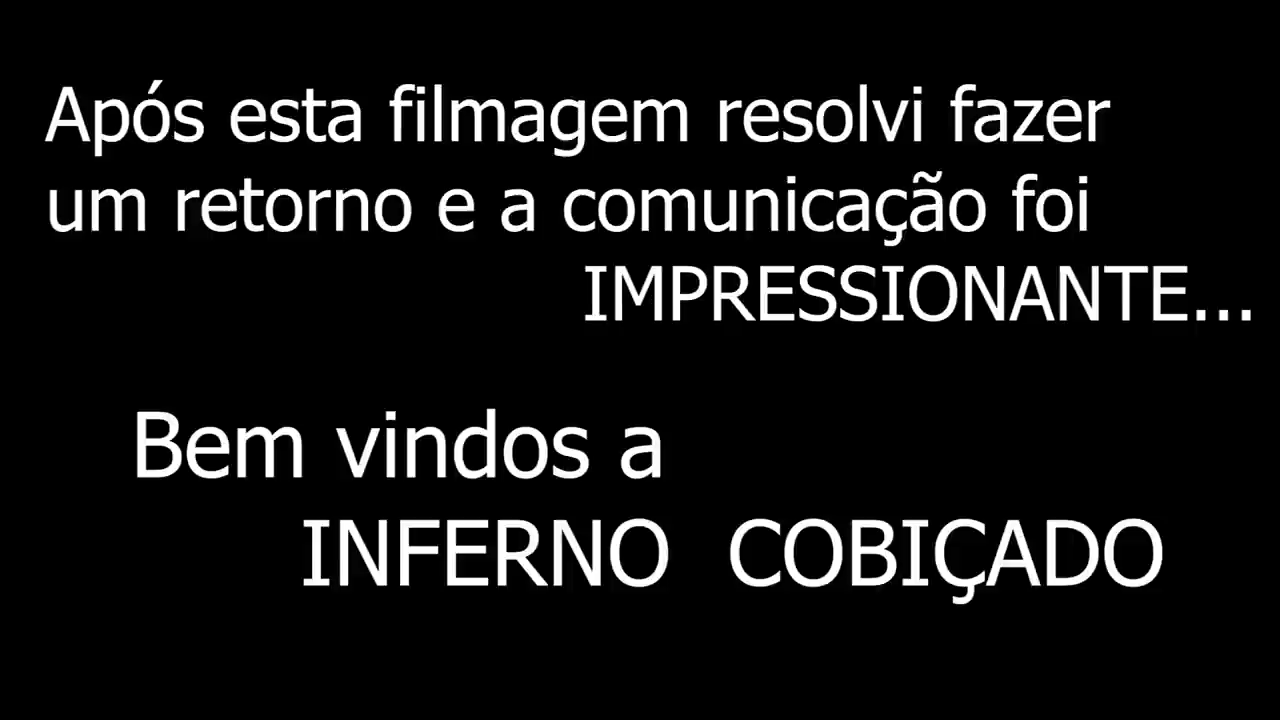 Após esta filmagem resolvi fazer
um retorno e a comunicação foi
IMPRESSIONANTE...
Bem vindos a
INFERNO COBIÇADO